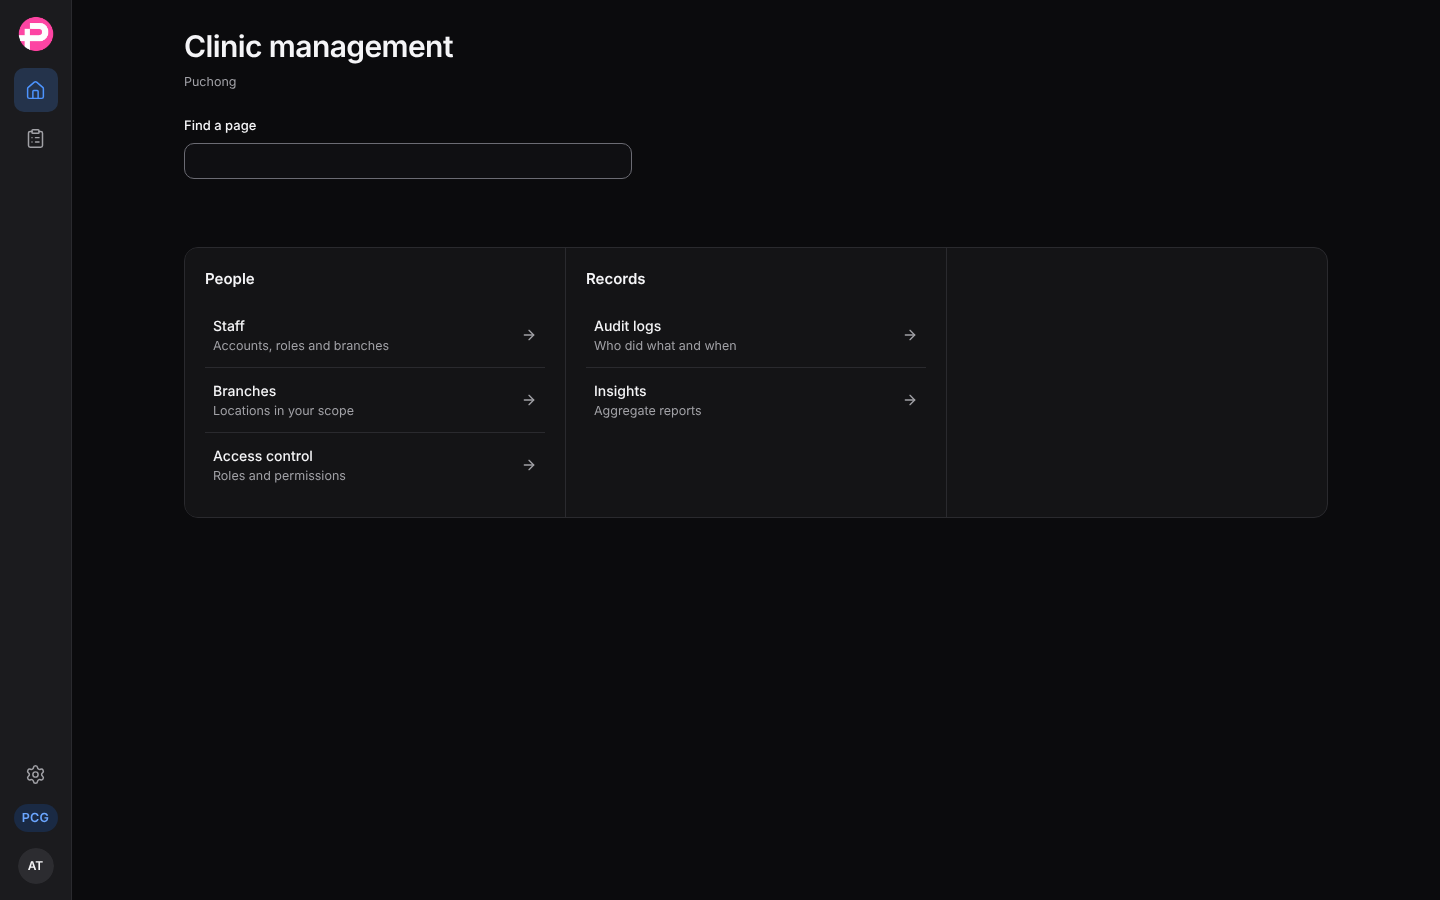 Clinic management
Puchong
Find a page
People
Staff
Accounts, roles and branches
Branches
Locations in your scope
Access control
Roles and permissions
Records
Audit logs
Who did what and when
Insights
Aggregate reports
PCG
AT